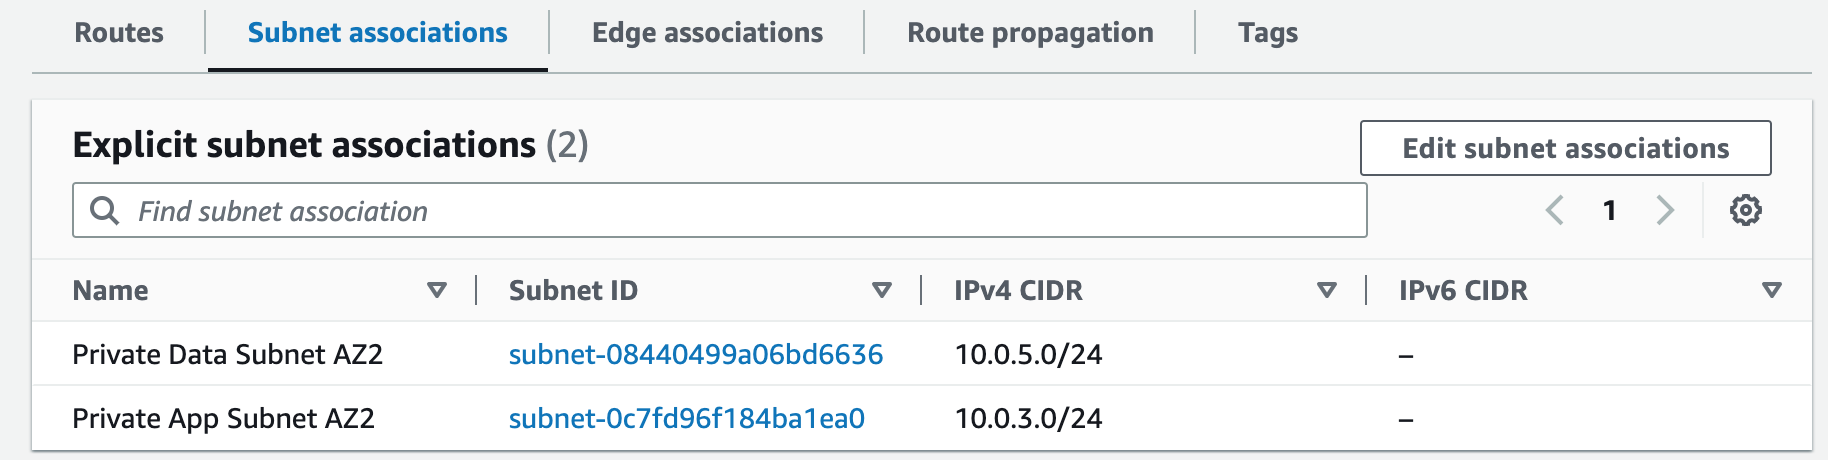 Routes Subnet associations Edge associations Route propagation Tags
Explicit subnet associations (2)
Edit subnet associations
Find subnet association
1
Name Subnet ID IPv4 CIDR IPv6 CIDR
Private Data Subnet AZ2 subnet-08440499a06bd6636 10.0.5.0/24 –
Private App Subnet AZ2 subnet-0c7fd96f184ba1ea0 10.0.3.0/24 –